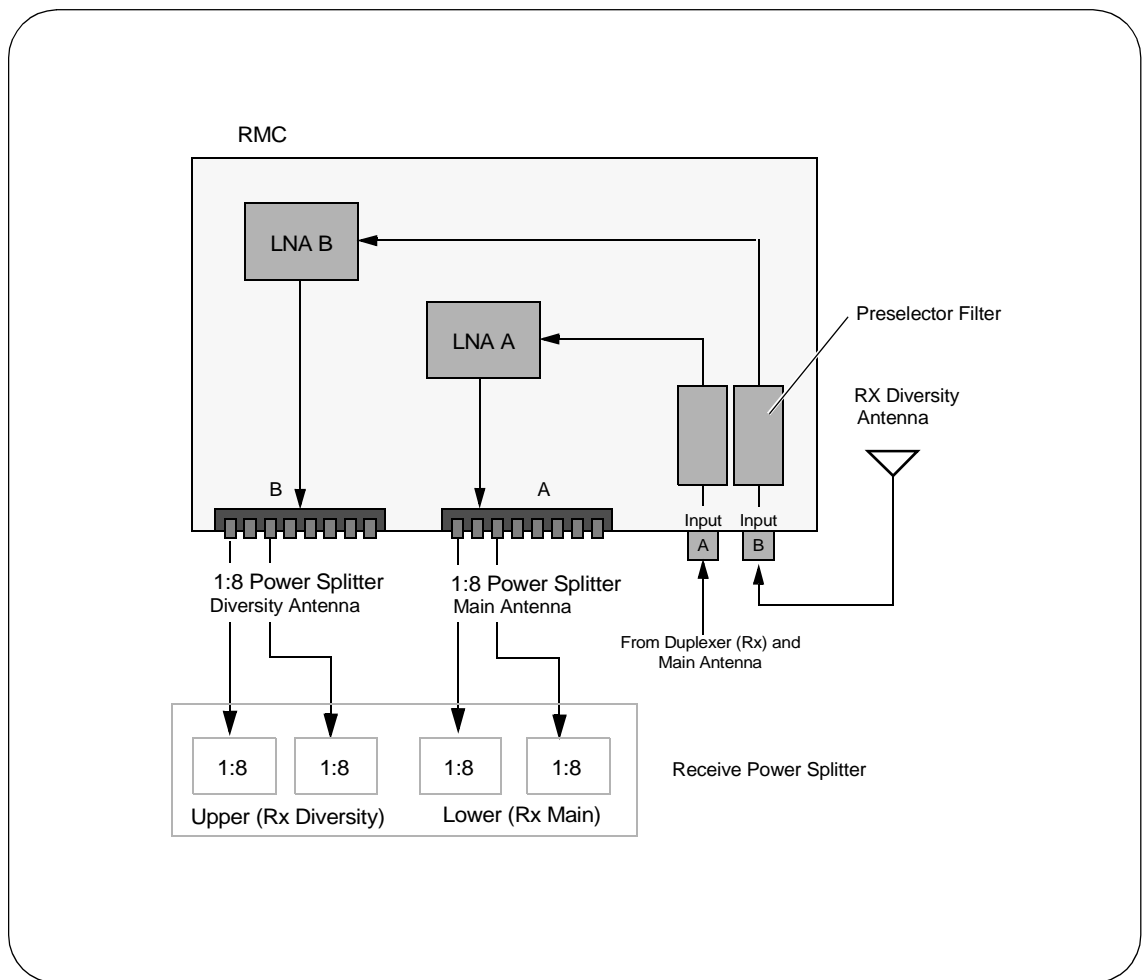 RMC
LNA B
LNA A
Preselector Filter
RX Diversity
Antenna
B
A
Input
Input
A
B
1:8 Power Splitter
Diversity Antenna
1:8 Power Splitter
Main Antenna
From Duplexer (Rx) and
Main Antenna
1:8
1:8
1:8
1:8
Receive Power Splitter
Upper (Rx Diversity)
Lower (Rx Main)